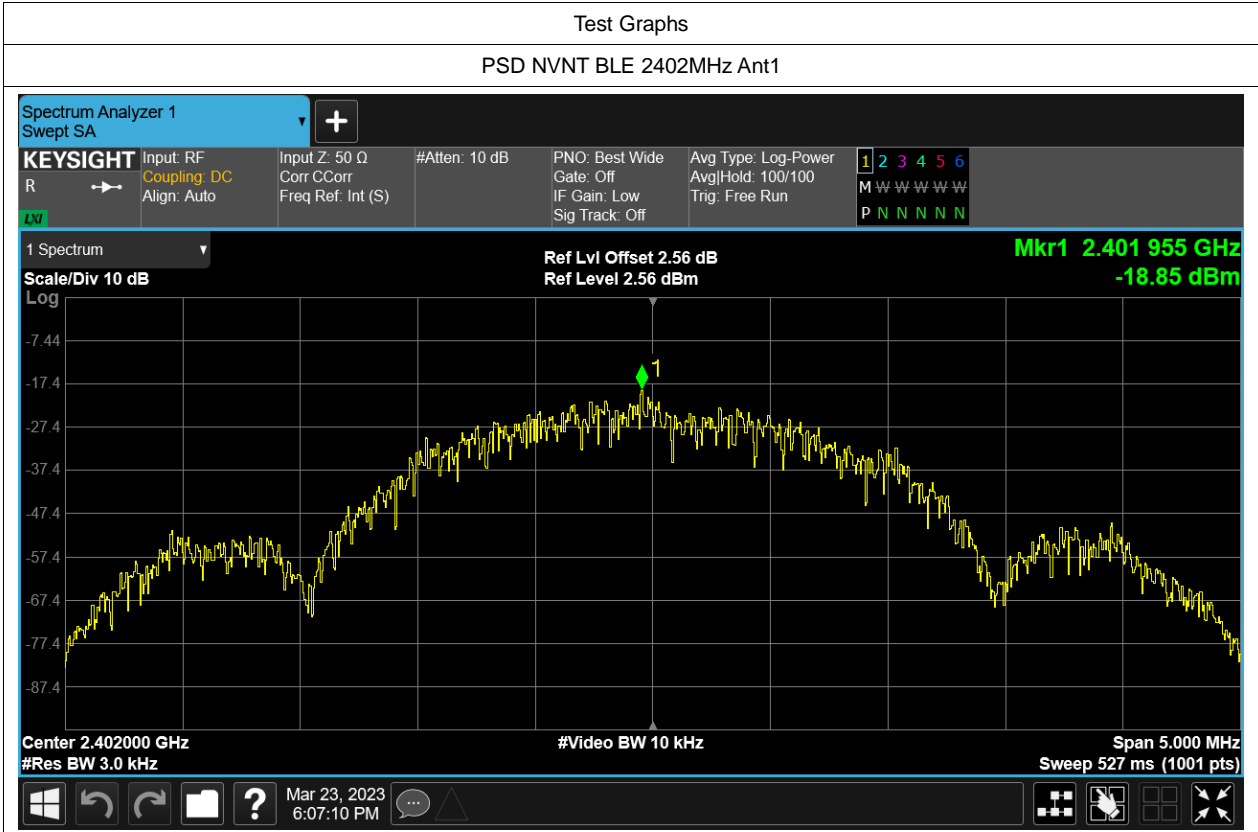 Test Graphs
PSD NVNT BLE 2402MHz Ant1
Spectrum Analyzer 1
Swept SA
KEYSIGHT
R
LXI
Input: RF
Coupling: DC
Align: Auto
Input Z: 50 Ω
Corr CCorr
Freq Ref: Int (S)
#Atten: 10 dB
PNO: Best Wide
Gate: Off
IF Gain: Low
Sig Track: Off
Avg Type: Log-Power
Avg|Hold: 100/100
Trig: Free Run
1 2 3 4 5 6
M W W W W W
P N N N N N
1 Spectrum
Scale/Div 10 dB
Ref Lvl Offset 2.56 dB
Ref Level 2.56 dBm
Mkr1 2.401 955 GHz
-18.85 dBm
Log
1
-7.44
-17.4
-27.4
-37.4
-47.4
-57.4
-67.4
-77.4
-87.4
Center 2.402000 GHz
#Res BW 3.0 kHz
#Video BW 10 kHz
Span 5.000 MHz
Sweep 527 ms (1001 pts)
?
Mar 23, 2023
6:07:10 PM